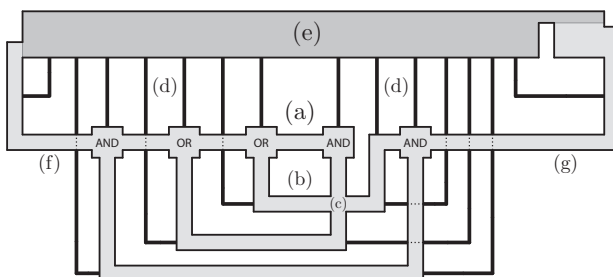 (e)
(d) (d)
(a)
AND OR OR AND AND
(f) (g)
(b)
(c)